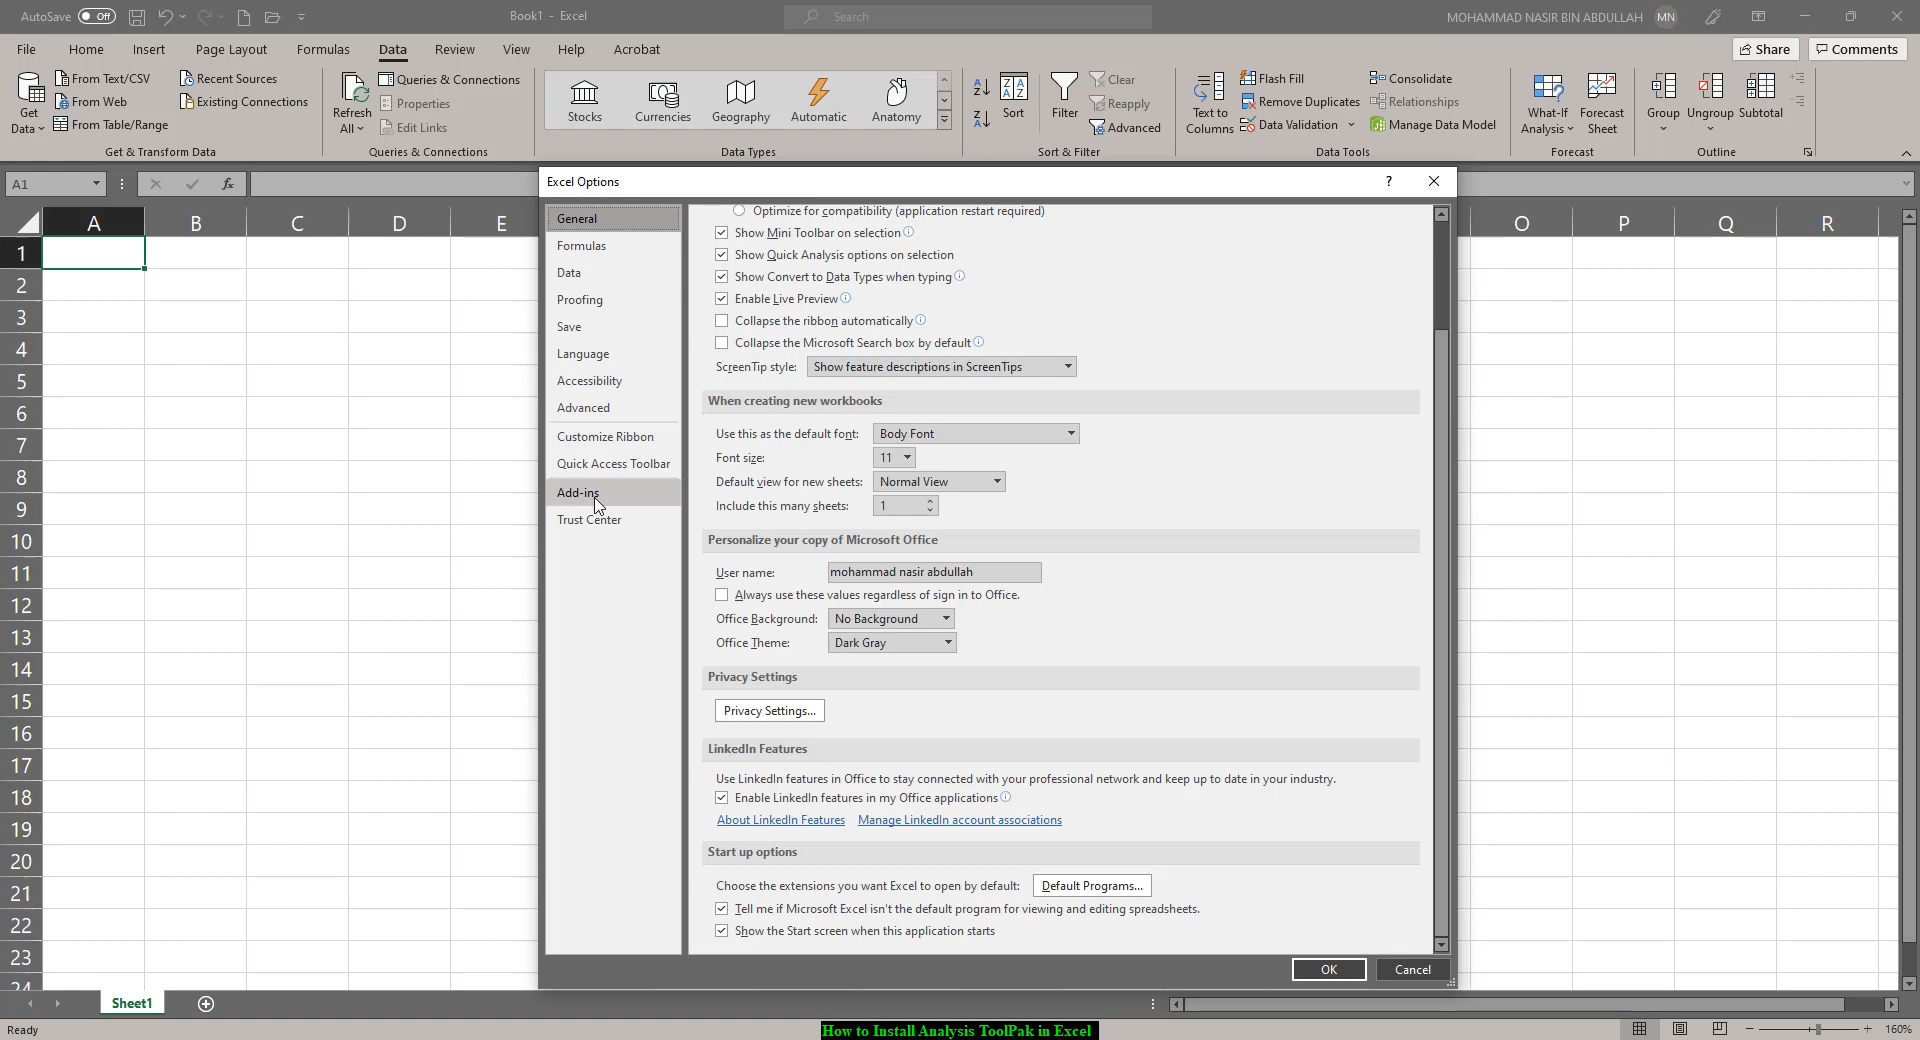 AutoSave Off Book1 - Excel Search MOHAMMAD NASIR BIN ABDULLAH MN
File Home Insert Page Layout Formulas Data Review View Help Acrobat Share Comments
Get Data
From Text/CSV
From Web
From Table/Range
Recent Sources
Existing Connections
Get & Transform Data
Refresh All
Queries & Connections
Properties
Edit Links
Queries & Connections
Stocks Currencies Geography Automatic Anatomy
Data Types
Sort
Filter
Clear
Reapply
Advanced
Sort & Filter
Text to Columns
Flash Fill
Remove Duplicates
Data Validation
Consolidate
Relationships
Manage Data Model
Data Tools
What-If Analysis
Forecast Sheet
Forecast
Group Ungroup Subtotal
Outline
A1 fx
A B C D E O P Q R
1
2
3
4
5
6
7
8
9
10
11
12
13
14
15
16
17
18
19
20
21
22
23
24
Excel Options ?
General
Formulas
Data
Proofing
Save
Language
Accessibility
Advanced
Customize Ribbon
Quick Access Toolbar
Add-ins
Trust Center
Optimize for compatibility (application restart required)
Show Mini Toolbar on selection
Show Quick Analysis options on selection
Show Convert to Data Types when typing
Enable Live Preview
Collapse the ribbon automatically
Collapse the Microsoft Search box by default
ScreenTip style: Show feature descriptions in ScreenTips
When creating new workbooks
Use this as the default font: Body Font
Font size: 11
Default view for new sheets: Normal View
Include this many sheets: 1
Personalize your copy of Microsoft Office
User name: mohammad nasir abdullah
Always use these values regardless of sign in to Office.
Office Background: No Background
Office Theme: Dark Gray
Privacy Settings
Privacy Settings...
LinkedIn Features
Use LinkedIn features in Office to stay connected with your professional network and keep up to date in your industry.
Enable LinkedIn features in my Office applications
About LinkedIn Features Manage LinkedIn account associations
Start up options
Choose the extensions you want Excel to open by default: Default Programs...
Tell me if Microsoft Excel isn't the default program for viewing and editing spreadsheets.
Show the Start screen when this application starts
OK Cancel
Sheet1
Ready How to Install Analysis ToolPak in Excel 160%